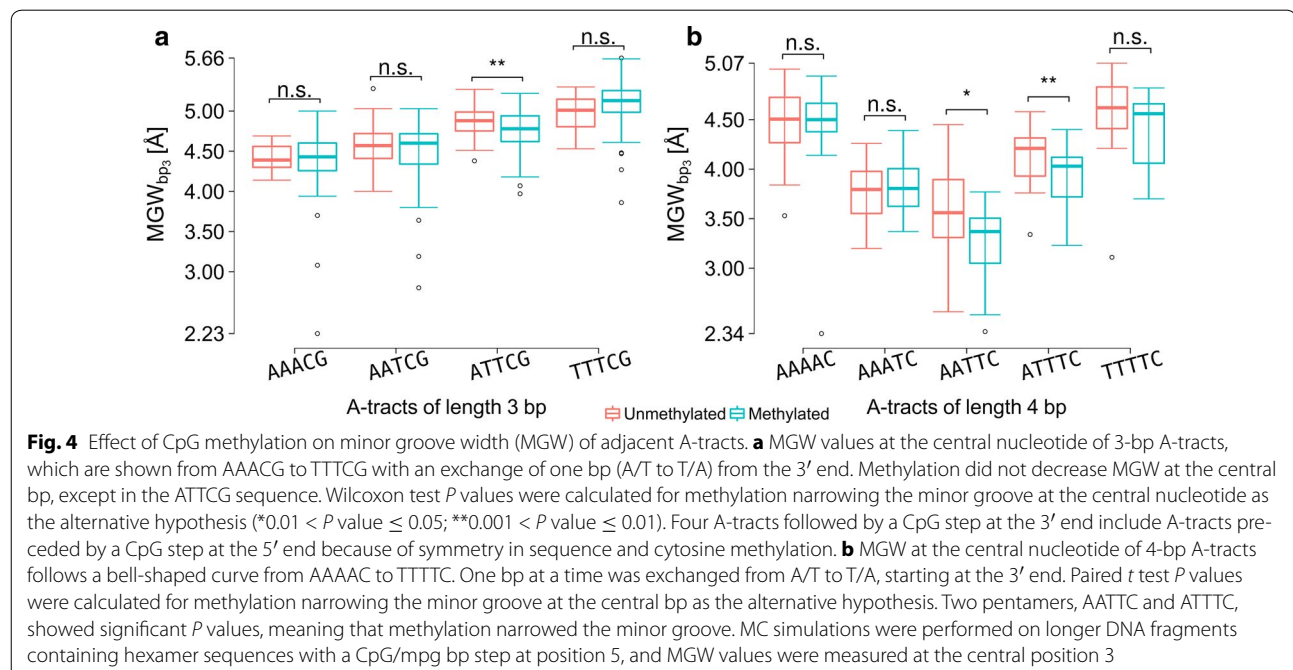 a
b
n.s.
n.s.
**
n.s.
n.s.
n.s.
*
**
n.s.
MGWbp3 [Å]
5.66
5.00
4.50
4.00
3.50
3.00
2.23
5.07
4.50
4.00
3.50
3.00
2.34
AAACG
AATCG
ATTCG
TTTCG
AAAAC
AAATC
AATTC
ATTTC
TTTTC
A-tracts of length 3 bp
Unmethylated
Methylated
A-tracts of length 4 bp
Fig. 4 Effect of CpG methylation on minor groove width (MGW) of adjacent A-tracts. a MGW values at the central nucleotide of 3-bp A-tracts,
which are shown from AAACG to TTTCG with an exchange of one bp (A/T to T/A) from the 3′ end. Methylation did not decrease MGW at the central
bp, except in the ATTCG sequence. Wilcoxon test P values were calculated for methylation narrowing the minor groove at the central nucleotide as
the alternative hypothesis (*0.01 < P value ≤ 0.05; **0.001 < P value ≤ 0.01). Four A-tracts followed by a CpG step at the 3′ end include A-tracts pre-
ceded by a CpG step at the 5′ end because of symmetry in sequence and cytosine methylation. b MGW at the central nucleotide of 4-bp A-tracts
follows a bell-shaped curve from AAAAC to TTTTC. One bp at a time was exchanged from A/T to T/A, starting at the 3′ end. Paired t test P values
were calculated for methylation narrowing the minor groove at the central bp as the alternative hypothesis. Two pentamers, AATTC and ATTTC,
showed significant P values, meaning that methylation narrowed the minor groove. MC simulations were performed on longer DNA fragments
containing hexamer sequences with a CpG/mpg bp step at position 5, and MGW values were measured at the central position 3